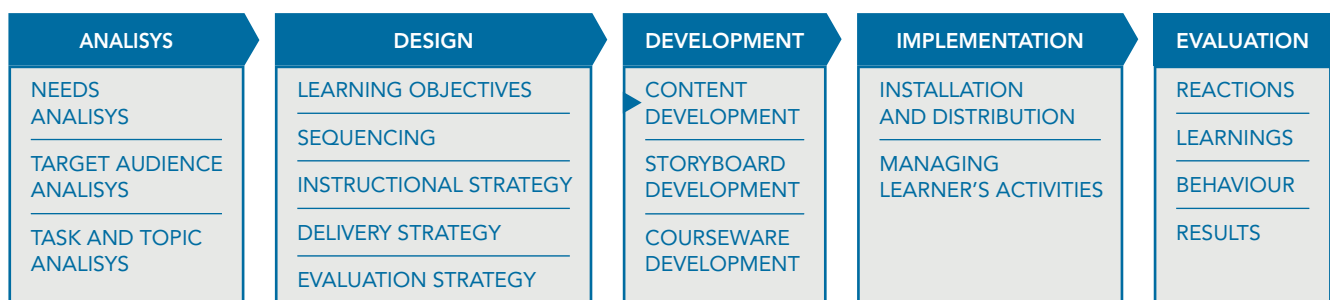 ANALISYS
NEEDS
ANALISYS
TARGET AUDIENCE
ANALISYS
TASK AND TOPIC
ANALISYS
DESIGN
LEARNING OBJECTIVES
SEQUENCING
INSTRUCTIONAL STRATEGY
DELIVERY STRATEGY
EVALUATION STRATEGY
DEVELOPMENT
CONTENT
DEVELOPMENT
STORYBOARD
DEVELOPMENT
COURSEWARE
DEVELOPMENT
IMPLEMENTATION
INSTALLATION
AND DISTRIBUTION
MANAGING
LEARNER'S ACTIVITIES
EVALUATION
REACTIONS
LEARNINGS
BEHAVIOUR
RESULTS